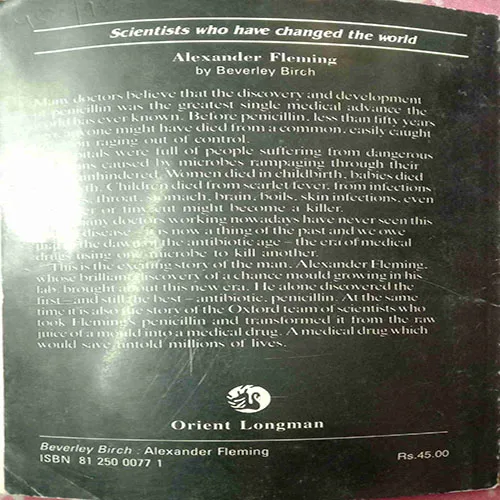 Scientists who have changed the world
Alexander Fleming
by Beverley Birch
Many doctors believe that the discovery and development
of penicillin was the greatest single medical advance the
world has ever known. Before penicillin, less than fifty years
ago, anyone might have died from a common, easily caught
raging out of control.
were full of people suffering from dangerous
caused by microbes rampaging through their
unhindered. Women died in childbirth, babies died
Children died from scarlet fever, from infections
throat, stomach, brain, boils, skin infections, even
or tiny cut might become a killer.
many doctors working nowadays have never seen this
disease. It is now a thing of the past and we owe
the dawn of the antibiotic age – the era of medical
drugs using one microbe to kill another.
This is the exciting story of the man, Alexander Fleming,
whose brilliant discovery of a chance mould growing in his
lab, brought about this new era. He alone discovered the
first – and still the best – antibiotic, penicillin. At the same
time it is also the story of the Oxford team of scientists who
took Fleming's penicillin and transformed it from the raw
juice of a mould into a medical drug. A medical drug which
would save untold millions of lives.
Orient Longman
Beverley Birch : Alexander Fleming
ISBN 81 250 0077 1
Rs.45.00